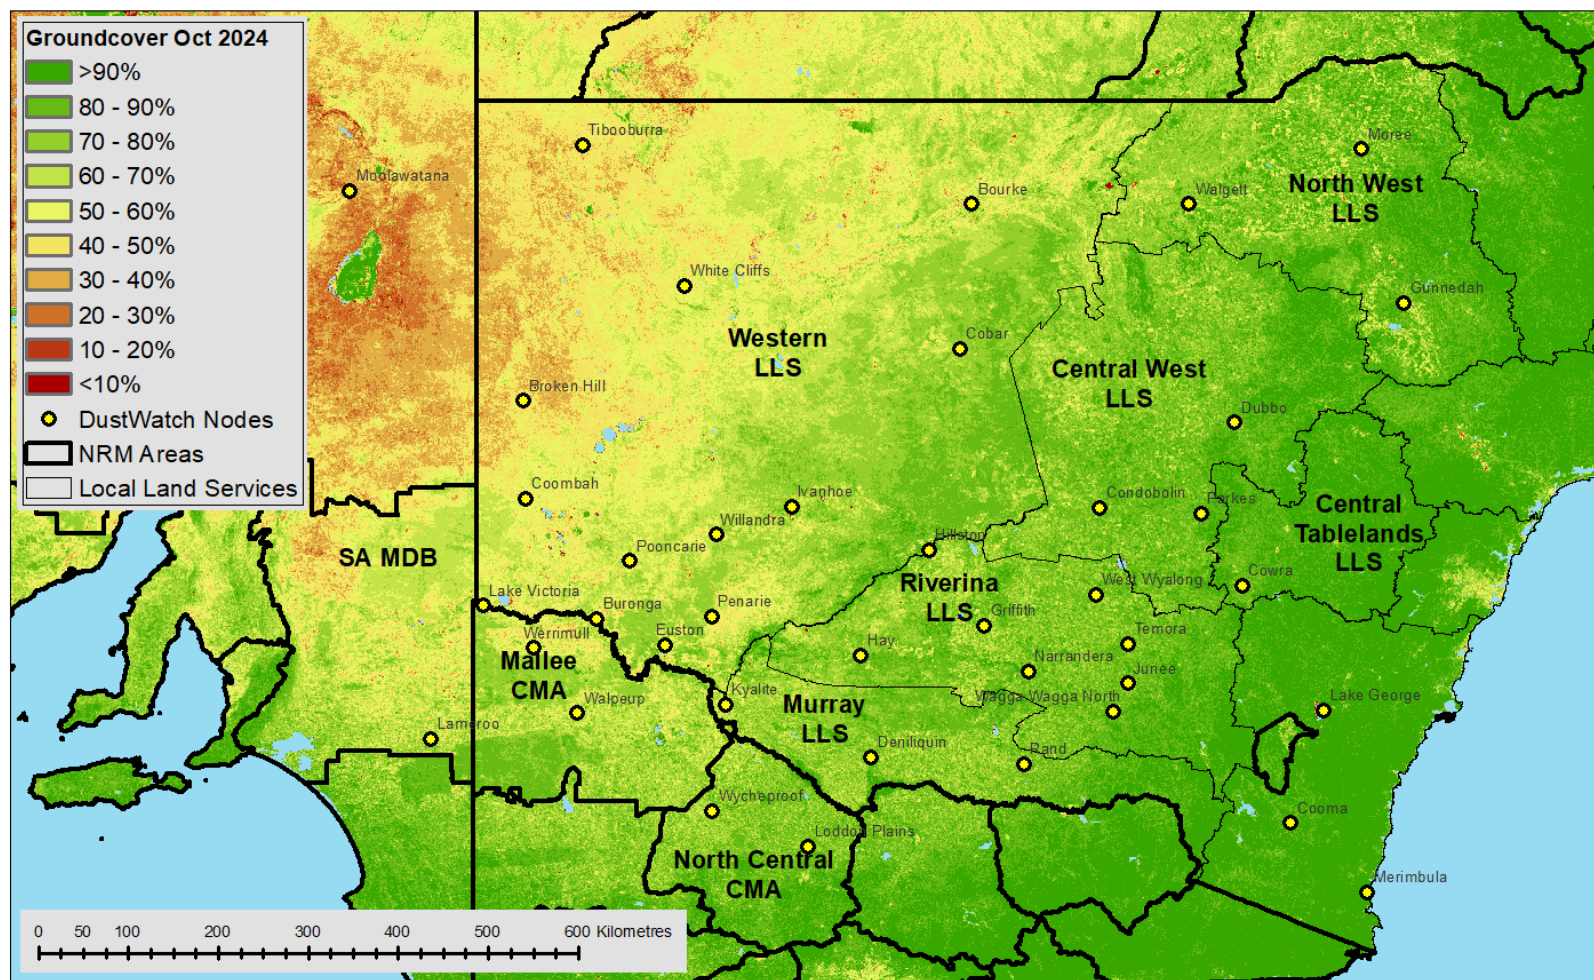 Groundcover Oct 2024
>90%
80 - 90%
70 - 80%
60 - 70%
50 - 60%
40 - 50%
30 - 40%
20 - 30%
10 - 20%
<10%
DustWatch Nodes
NRM Areas
Local Land Services
Tibooburra
Moree
Moolawatana
North West
LLS
Bourke
Walgett
White Cliffs
Gunnedah
Western
LLS
Cobar
Central West
LLS
Broken Hill
Dubbo
Coombah
Ivanhoe
Condobolin
Parkes
Central
Tablelands
LLS
Willandra
SA MDB
Pooncarie
Hillston
Riverina
LLS
West Wyalong
Cowra
Lake Victoria
Buronga
Penarie
Griffith
Werrimull
Euston
Hay
Temora
Mallee
CMA
Narrandera
Junee
Kyalite
Walpeup
Murray
LLS
Wagga Wagga North
Lake George
Lameroo
Deniliquin
Rand
Wycheproof
Cooma
Loddon Plains
North Central
CMA
Merimbula
0 50 100 200 300 400 500 600 Kilometres